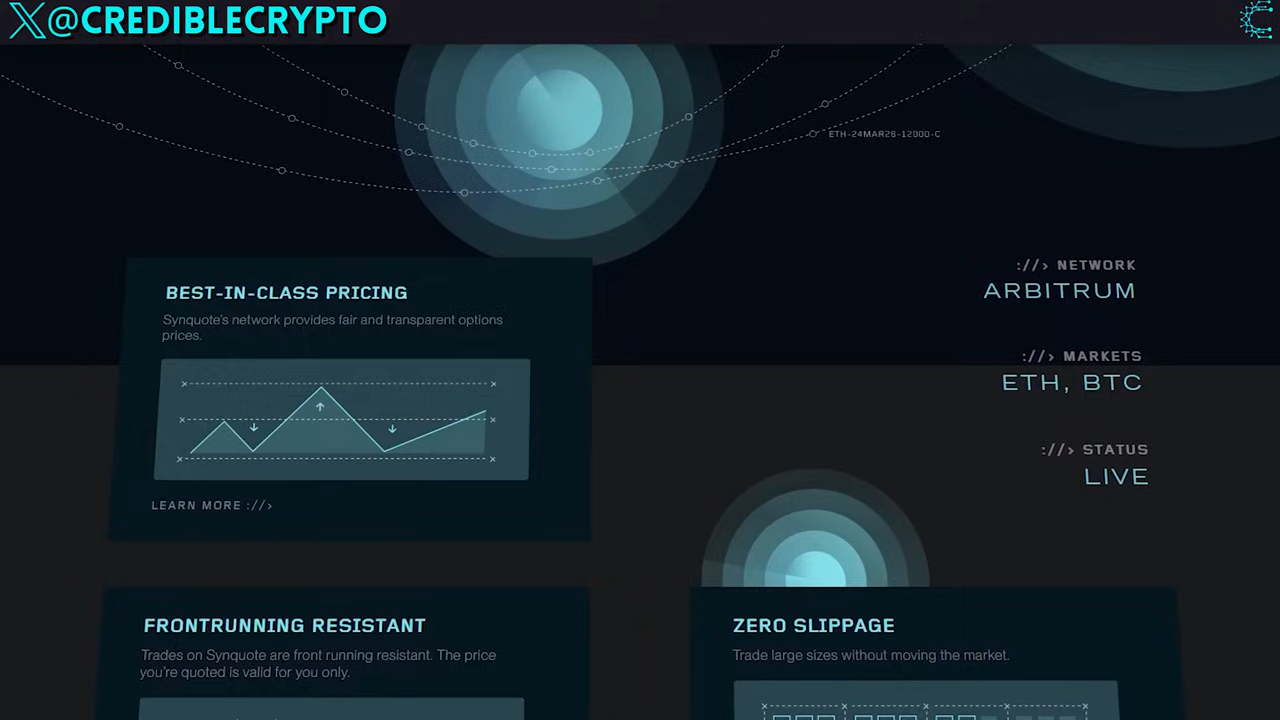 X@CREDIBLECRYPTO
ETH-24MAR28-12000-C
BEST-IN-CLASS PRICING
Synquote's network provides fair and transparent options
prices.
LEARN MORE ://>
://> NETWORK
ARBITRUM
://> MARKETS
ETH, BTC
://> STATUS
LIVE
FRONTRUNNING RESISTANT
Trades on Synquote are front running resistant. The price
you're quoted is valid for you only.
ZERO SLIPPAGE
Trade large sizes without moving the market.